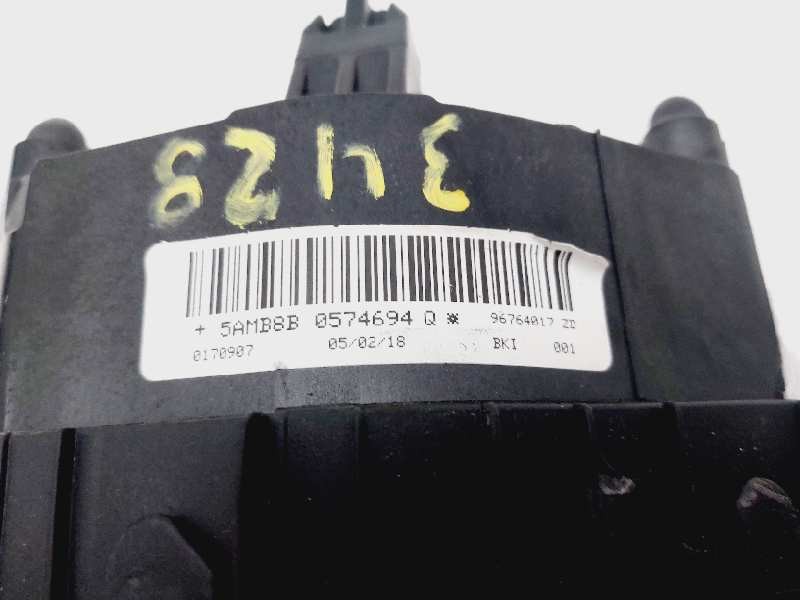 3428
+ 5AMB8B 0574694 Q * 96764017 ZD
0170907 05/02/18 BKI 001